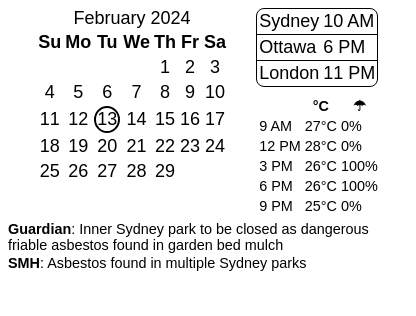 February 2024
Su Mo Tu We Th Fr Sa
1 2 3
4 5 6 7 8 9 10
11 12 13 14 15 16 17
18 19 20 21 22 23 24
25 26 27 28 29
Sydney 10 AM
Ottawa 6 PM
London 11 PM
°C ☂
9 AM 27°C 0%
12 PM 28°C 0%
3 PM 26°C 100%
6 PM 26°C 100%
9 PM 25°C 0%
Guardian: Inner Sydney park to be closed as dangerous
friable asbestos found in garden bed mulch
SMH: Asbestos found in multiple Sydney parks